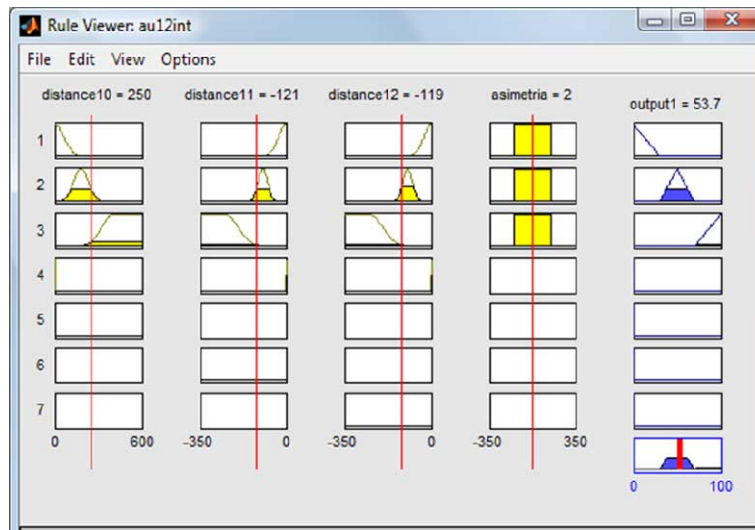 Rule Viewer: au12int
File Edit View Options
distance10 = 250 distance11 = -121 distance12 = -119 asimetria = 2 output1 = 53.7
1
2
3
4
5
6
7
0 600 -350 0 -350 0 -350 350
0 100